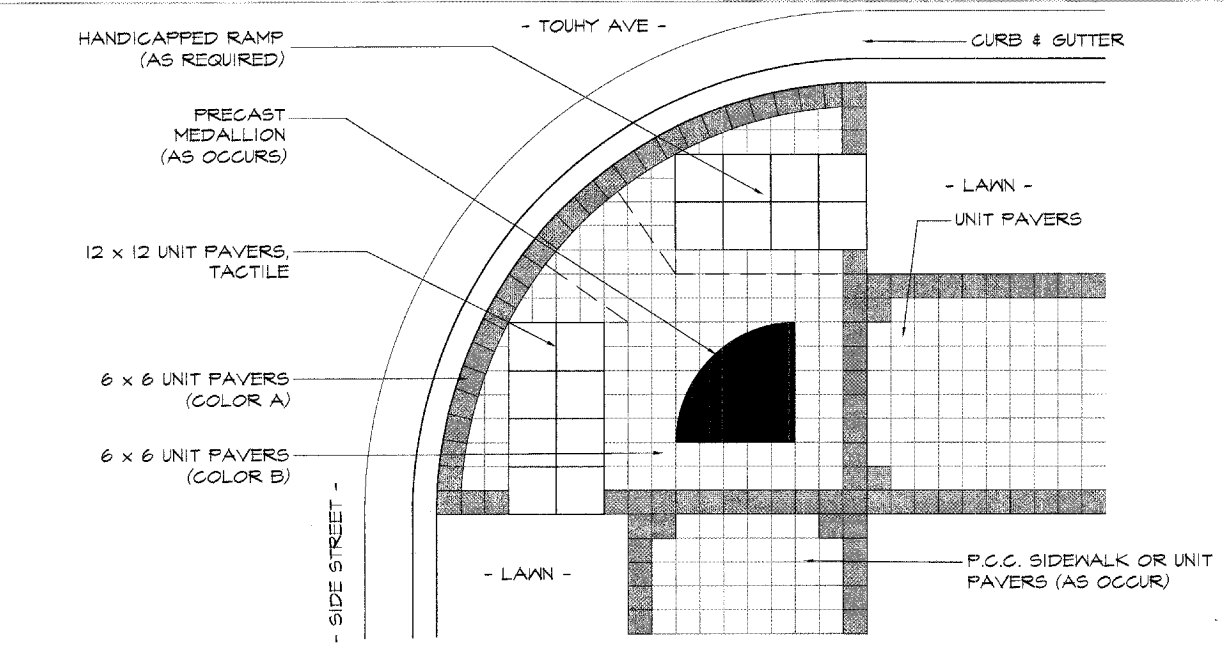 - TOUHY AVE -
HANDICAPPED RAMP
(AS REQUIRED)
CURB & GUTTER
PRECAST
MEDALLION
(AS OCCURS)
- LAWN -
UNIT PAVERS
12 x 12 UNIT PAVERS,
TACTILE
6 x 6 UNIT PAVERS
(COLOR A)
6 x 6 UNIT PAVERS
(COLOR B)
- SIDE STREET -
- LAWN -
P.C.C. SIDEWALK OR UNIT
PAVERS (AS OCCUR)